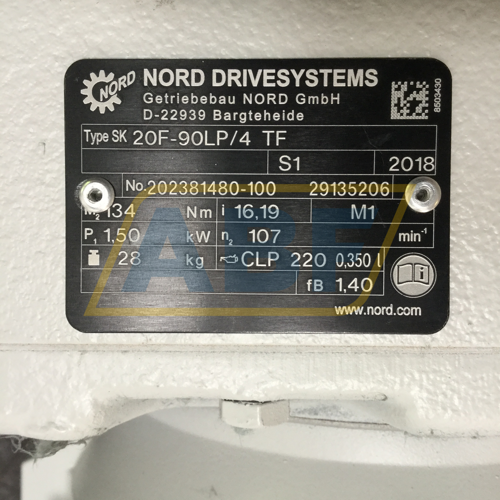 NORD
NORD DRIVESYSTEMS
Getriebebau NORD GmbH
D-22939 Bargteheide
8503430
Type SK 20F-90LP/4 TF
S1 2018
No. 202381480-100 29135206
M2 134 Nm i 16,19 M1
P1 1,50 kW n2 107 min-1
28 kg CLP 220 0,350 l
fB 1,40
www.nord.com
ABF